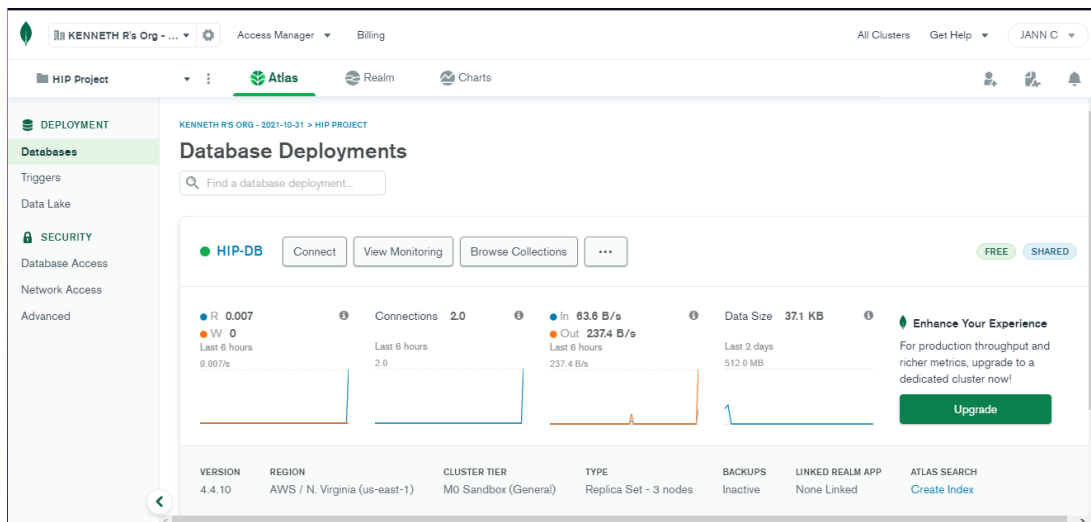 KENNETH R's Org - ...
Access Manager
Billing
All Clusters
Get Help
JANN C
HIP Project
Atlas
Realm
Charts
DEPLOYMENT
Databases
Triggers
Data Lake
SECURITY
Database Access
Network Access
Advanced
KENNETH R'S ORG - 2021-10-31 > HIP PROJECT
Database Deployments
Find a database deployment...
HIP-DB
Connect
View Monitoring
Browse Collections
...
FREE
SHARED
R 0.007
W 0
Last 6 hours
0.007/s
Connections 2.0
Last 6 hours
2.0
In 63.6 B/s
Out 237.4 B/s
Last 6 hours
237.4 B/s
Data Size 37.1 KB
Last 2 days
512.0 MB
Enhance Your Experience
For production throughput and
richer metrics, upgrade to a
dedicated cluster now!
Upgrade
VERSION
4.4.10
REGION
AWS / N. Virginia (us-east-1)
CLUSTER TIER
M0 Sandbox (General)
TYPE
Replica Set - 3 nodes
BACKUPS
Inactive
LINKED REALM APP
None Linked
ATLAS SEARCH
Create Index